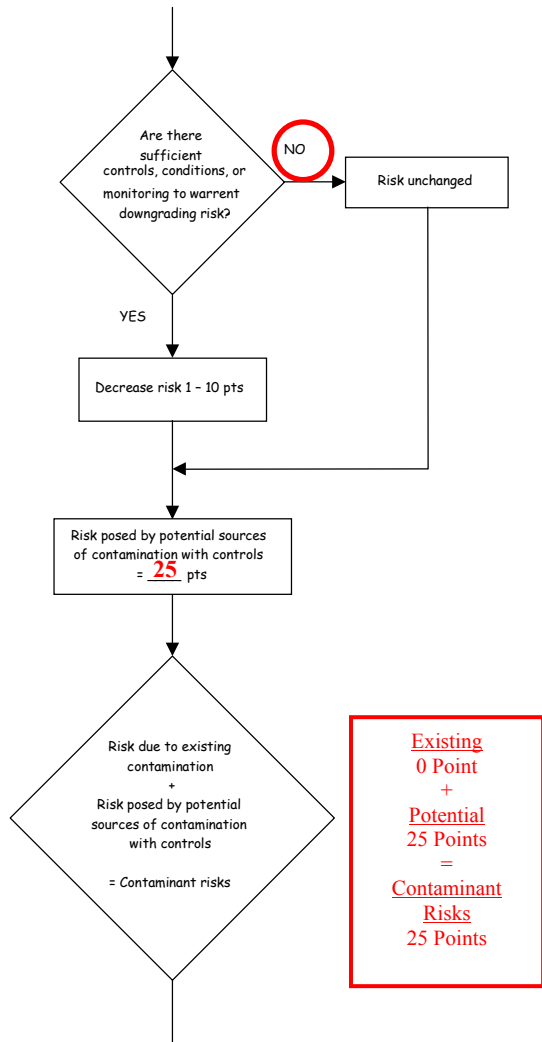 Are there
sufficient
controls, conditions, or
monitoring to warrent
downgrading risk?
NO
Risk unchanged
YES
Decrease risk 1 – 10 pts
Risk posed by potential sources
of contamination with controls
= 25 pts
Risk due to existing
contamination
+
Risk posed by potential
sources of contamination
with controls
= Contaminant risks
Existing
0 Point
+
Potential
25 Points
=
Contaminant
Risks
25 Points